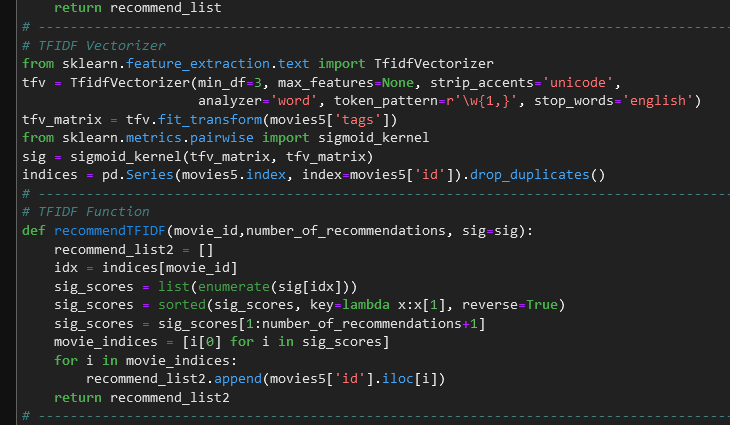 return recommend_list
# --------------------------------------------------------------------------------------
# TFIDF Vectorizer
from sklearn.feature_extraction.text import TfidfVectorizer
tfv = TfidfVectorizer(min_df=3, max_features=None, strip_accents='unicode',
                      analyzer='word', token_pattern=r'\w{1,}', stop_words='english')
tfv_matrix = tfv.fit_transform(movies5['tags'])
from sklearn.metrics.pairwise import sigmoid_kernel
sig = sigmoid_kernel(tfv_matrix, tfv_matrix)
indices = pd.Series(movies5.index, index=movies5['id']).drop_duplicates()
# --------------------------------------------------------------------------------------
# TFIDF Function
def recommendTFIDF(movie_id,number_of_recommendations, sig=sig):
    recommend_list2 = []
    idx = indices[movie_id]
    sig_scores = list(enumerate(sig[idx]))
    sig_scores = sorted(sig_scores, key=lambda x:x[1], reverse=True)
    sig_scores = sig_scores[1:number_of_recommendations+1]
    movie_indices = [i[0] for i in sig_scores]
    for i in movie_indices:
        recommend_list2.append(movies5['id'].iloc[i])
    return recommend_list2
# --------------------------------------------------------------------------------------